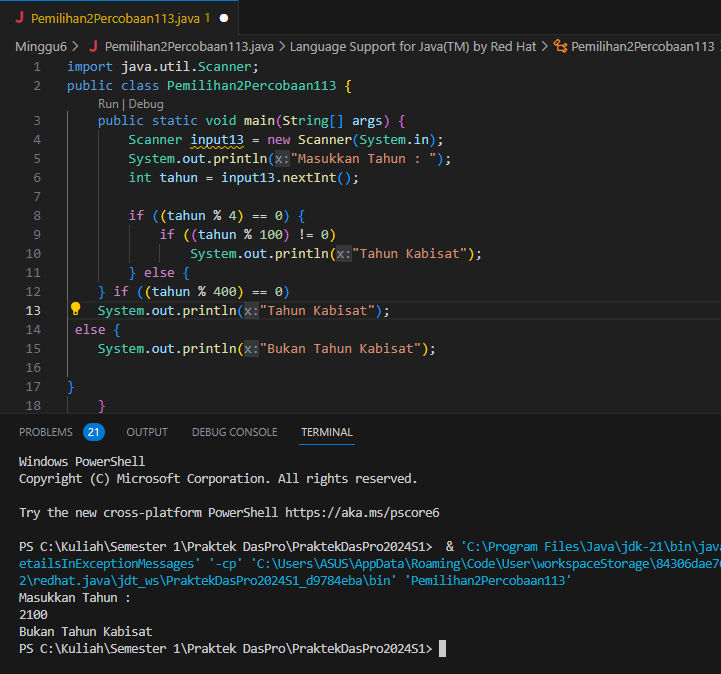 Pemilihan2Percobaan113.java 1
Minggu6 > Pemilihan2Percobaan113.java > Language Support for Java(TM) by Red Hat > Pemilihan2Percobaan113
1 import java.util.Scanner;
2 public class Pemilihan2Percobaan113 {
Run | Debug
3 public static void main(String[] args) {
4 Scanner input13 = new Scanner(System.in);
5 System.out.println(x:"Masukkan Tahun : ");
6 int tahun = input13.nextInt();
7
8 if ((tahun % 4) == 0) {
9 if ((tahun % 100) != 0)
10 System.out.println(x:"Tahun Kabisat");
11 } else {
12 } if ((tahun % 400) == 0)
13 System.out.println(x:"Tahun Kabisat");
14 else {
15 System.out.println(x:"Bukan Tahun Kabisat");
16
17 }
18 }
PROBLEMS 21 OUTPUT DEBUG CONSOLE TERMINAL
Windows PowerShell
Copyright (C) Microsoft Corporation. All rights reserved.
Try the new cross-platform PowerShell https://aka.ms/pscore6
PS C:\Kuliah\Semester 1\Praktek DasPro\PraktekDasPro2024S1> & 'C:\Program Files\Java\jdk-21\bin\jav
etailsInExceptionMessages' '-cp' 'C:\Users\ASUS\AppData\Roaming\Code\User\workspaceStorage\84306dae7
2\redhat.java\jdt_ws\PraktekDasPro2024S1_d9784eba\bin' 'Pemilihan2Percobaan113'
Masukkan Tahun :
2100
Bukan Tahun Kabisat
PS C:\Kuliah\Semester 1\Praktek DasPro\PraktekDasPro2024S1>